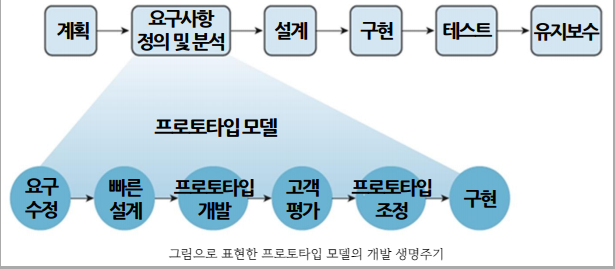 계획
요구사항
정의 및 분석
설계
구현
테스트
유지보수
프로토타입 모델
요구
수정
빠른
설계
프로토타입
개발
고객
평가
프로토타입
조정
구현
그림으로 표현한 프로토타입 모델의 개발 생명주기